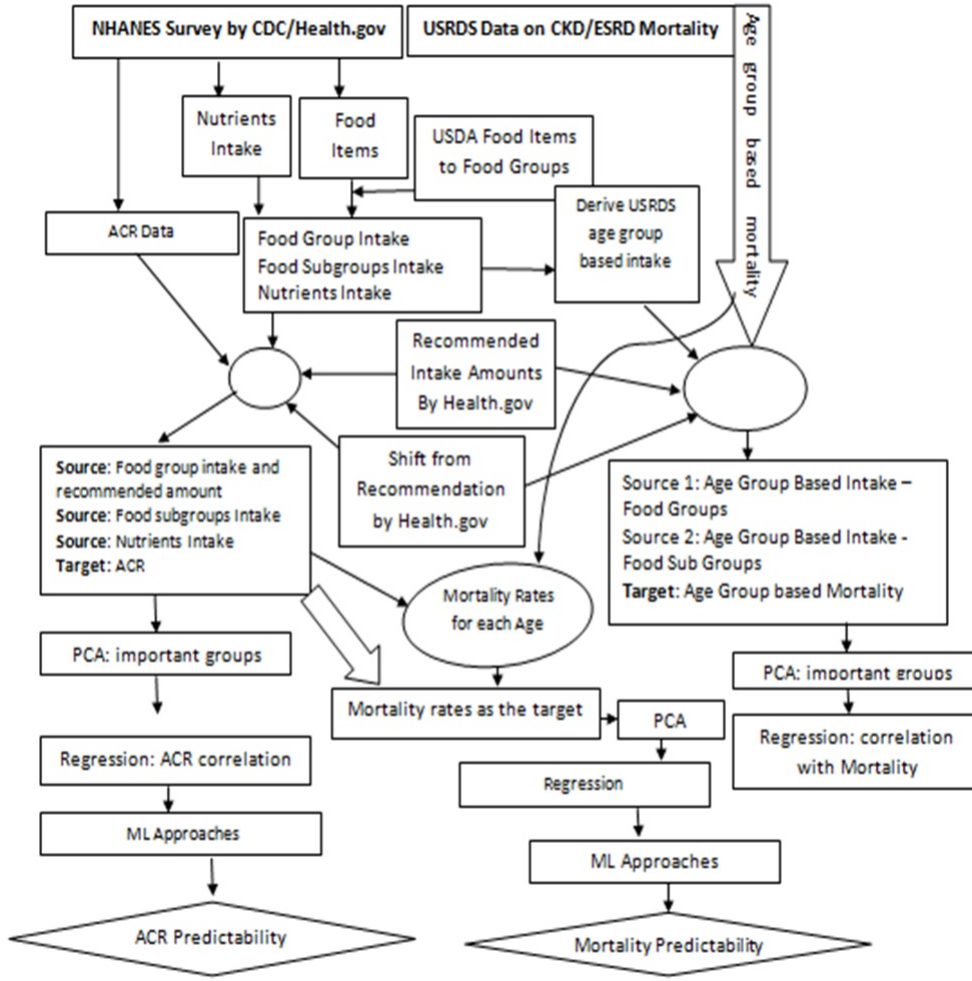 NHANES Survey by CDC/Health.gov
USRDS Data on CKD/ESRD Mortality
Age group based mortality
Nutrients
Intake
Food
Items
USDA Food Items
to Food Groups
Derive USRDS
age group
based intake
ACR Data
Food Group Intake
Food Subgroups Intake
Nutrients Intake
Recommended
Intake Amounts
By Health.gov
Shift from
Recommendation
by Health.gov
Source: Food group intake and
recommended amount
Source: Food subgroups Intake
Source: Nutrients Intake
Target: ACR
Source 1: Age Group Based Intake –
Food Groups
Source 2: Age Group Based Intake -
Food Sub Groups
Target: Age Group based Mortality
Mortality Rates
for each Age
PCA: important groups
PCA: important groups
Mortality rates as the target
PCA
Regression: correlation
with Mortality
Regression: ACR correlation
Regression
ML Approaches
ML Approaches
ACR Predictability
Mortality Predictability